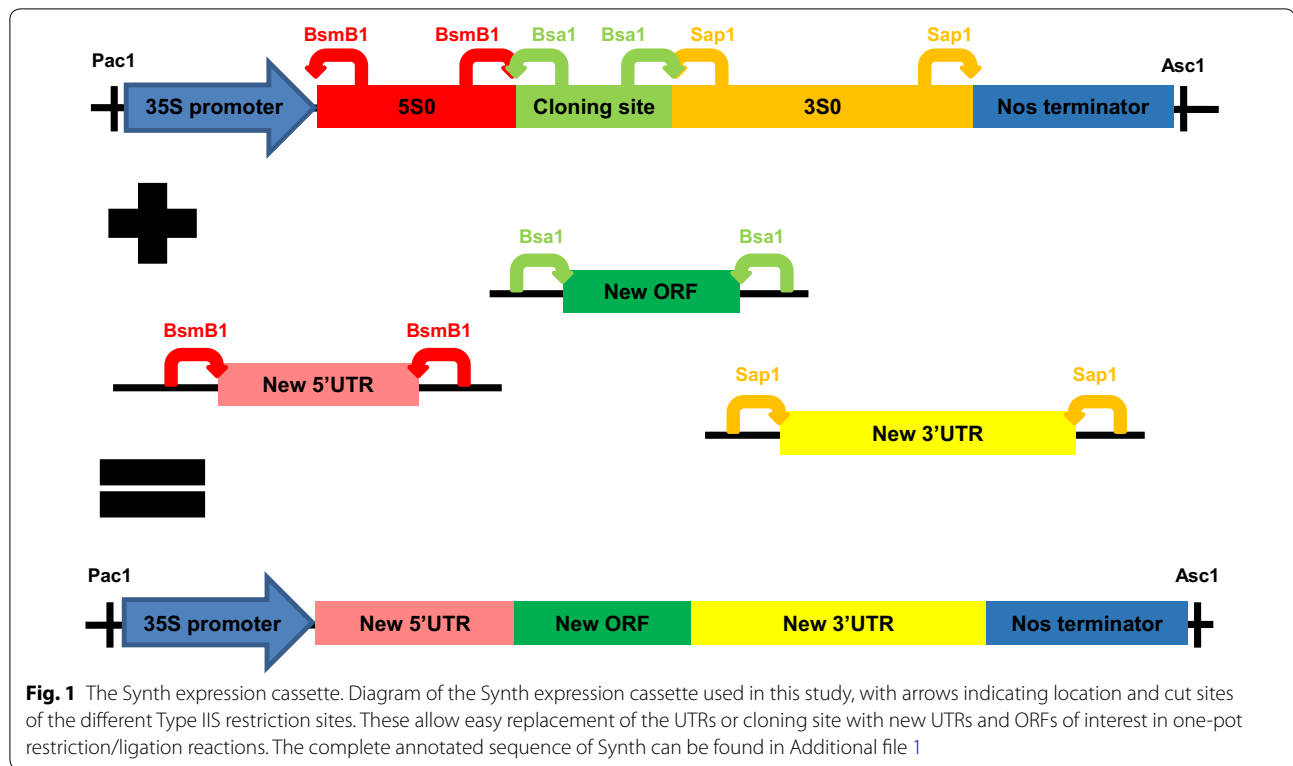 BsmB1 BsmB1 Bsa1 Bsa1 Sap1 Sap1
Pac1 Asc1
35S promoter 5S0 Cloning site 3S0 Nos terminator
Bsa1 Bsa1
New ORF
BsmB1 BsmB1
New 5’UTR
Sap1 Sap1
New 3’UTR
Pac1 Asc1
35S promoter New 5’UTR New ORF New 3’UTR Nos terminator
Fig. 1 The Synth expression cassette. Diagram of the Synth expression cassette used in this study, with arrows indicating location and cut sites
of the different Type IIS restriction sites. These allow easy replacement of the UTRs or cloning site with new UTRs and ORFs of interest in one-pot
restriction/ligation reactions. The complete annotated sequence of Synth can be found in Additional file 1